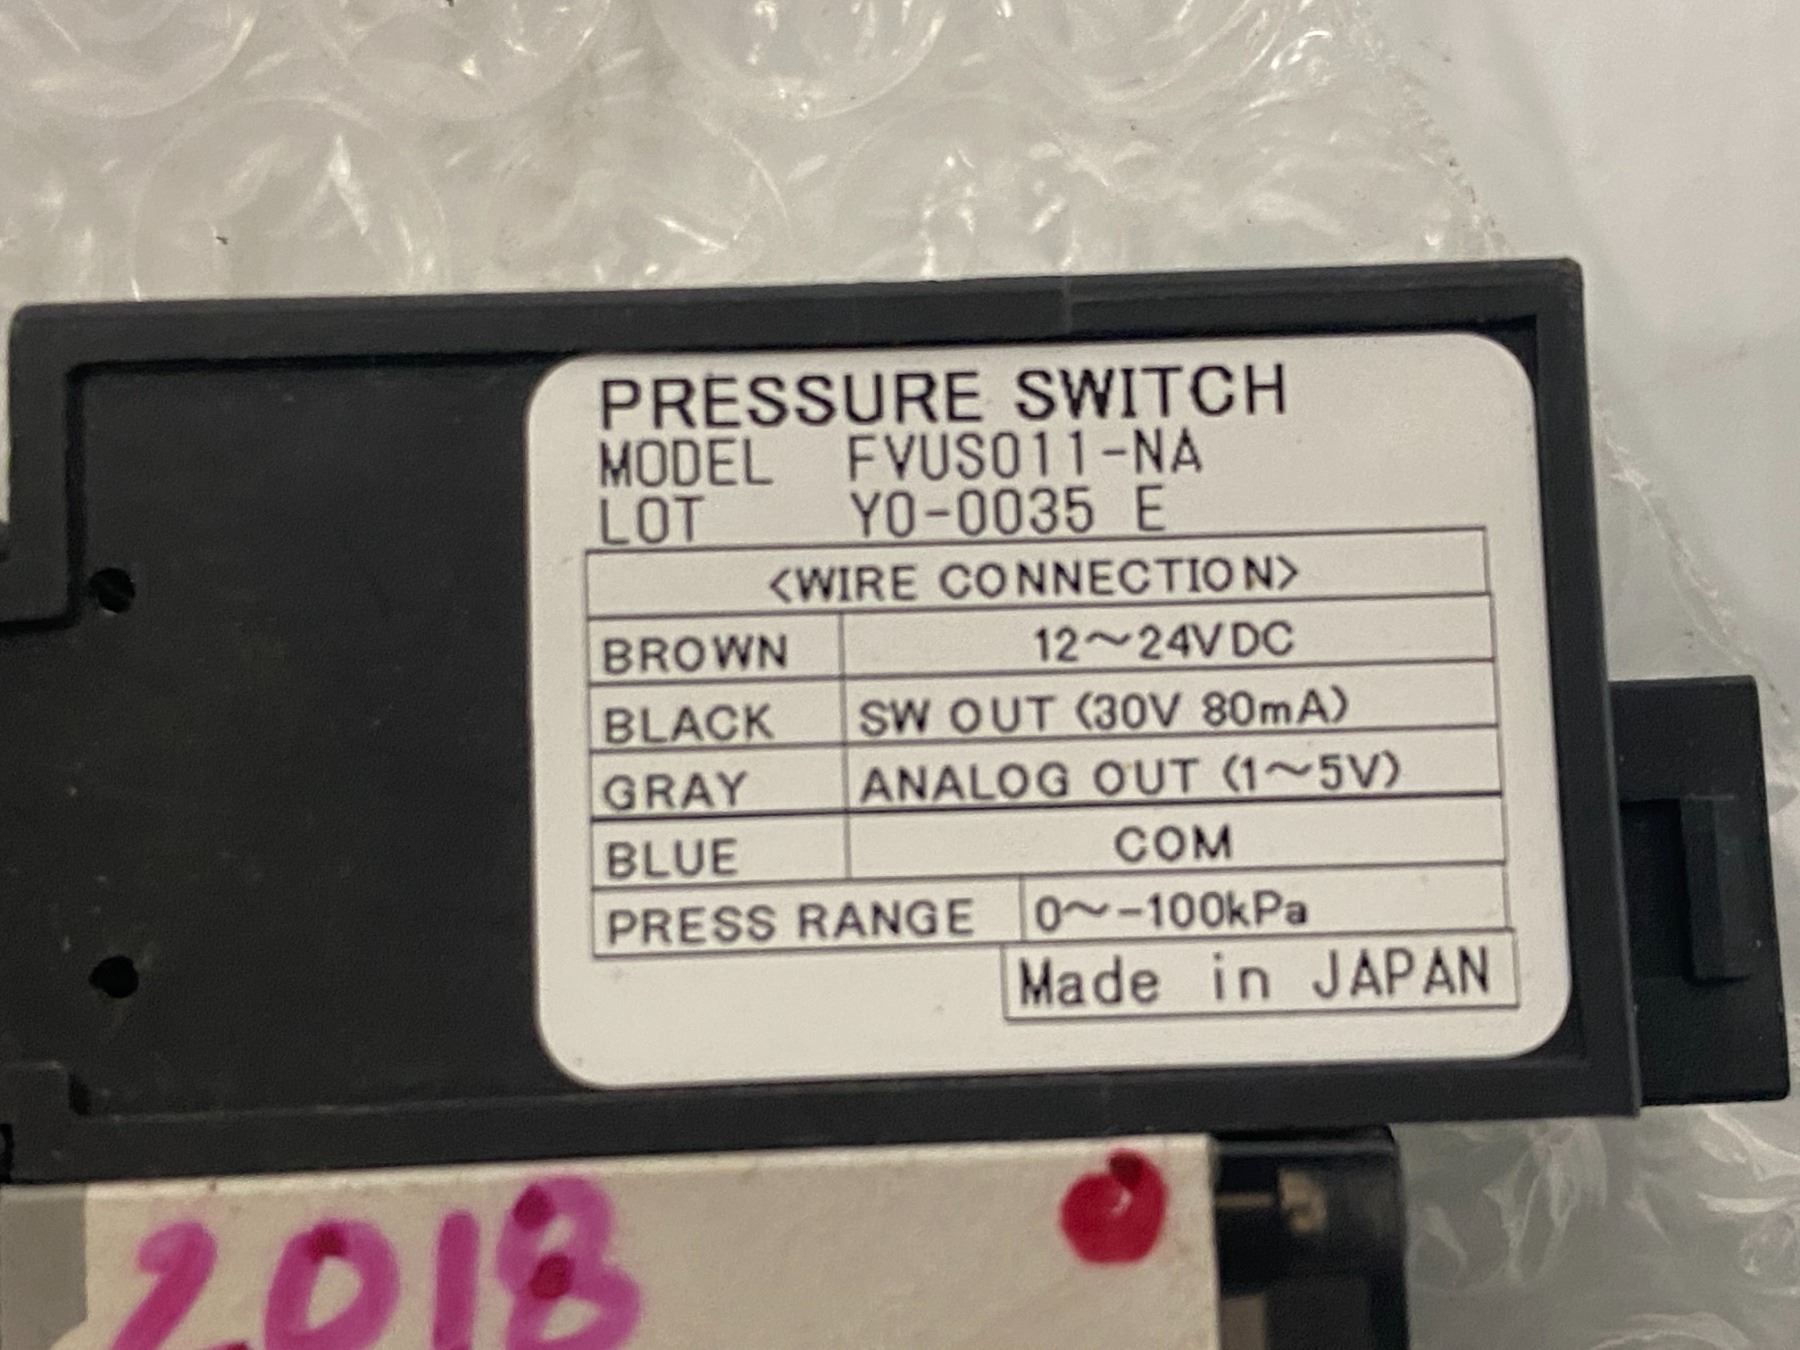 PRESSURE SWITCH
MODEL FVUS011-NA
LOT Y0-0035 E
<WIRE CONNECTION>
BROWN 12～24VDC
BLACK SW OUT (30V 80mA)
GRAY ANALOG OUT (1～5V)
BLUE COM
PRESS RANGE 0～-100kPa
Made in JAPAN
2018